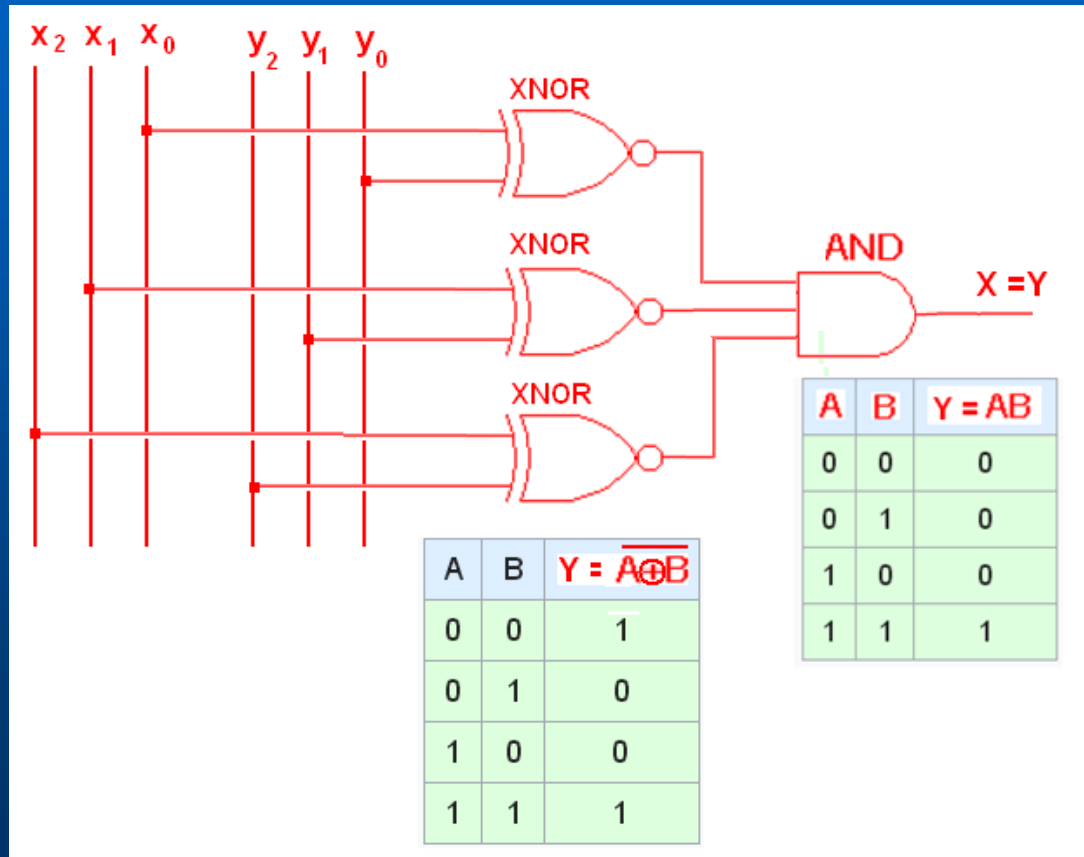 x₂ x₁ x₀ y₂ y₁ y₀
XNOR
XNOR
AND
X =Y
XNOR
A B Y = AB
0 0 0
0 1 0
1 0 0
1 1 1
A B Y = A̅⊕̅B̅
0 0 1
0 1 0
1 0 0
1 1 1